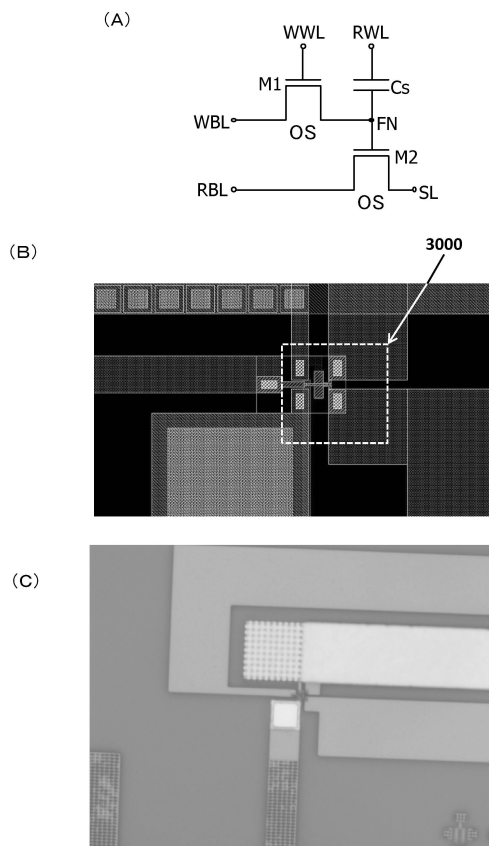 (A)
WWL RWL
M1 Cs
WBL FN
OS
M2
RBL SL
OS
3000
(B)
(C)